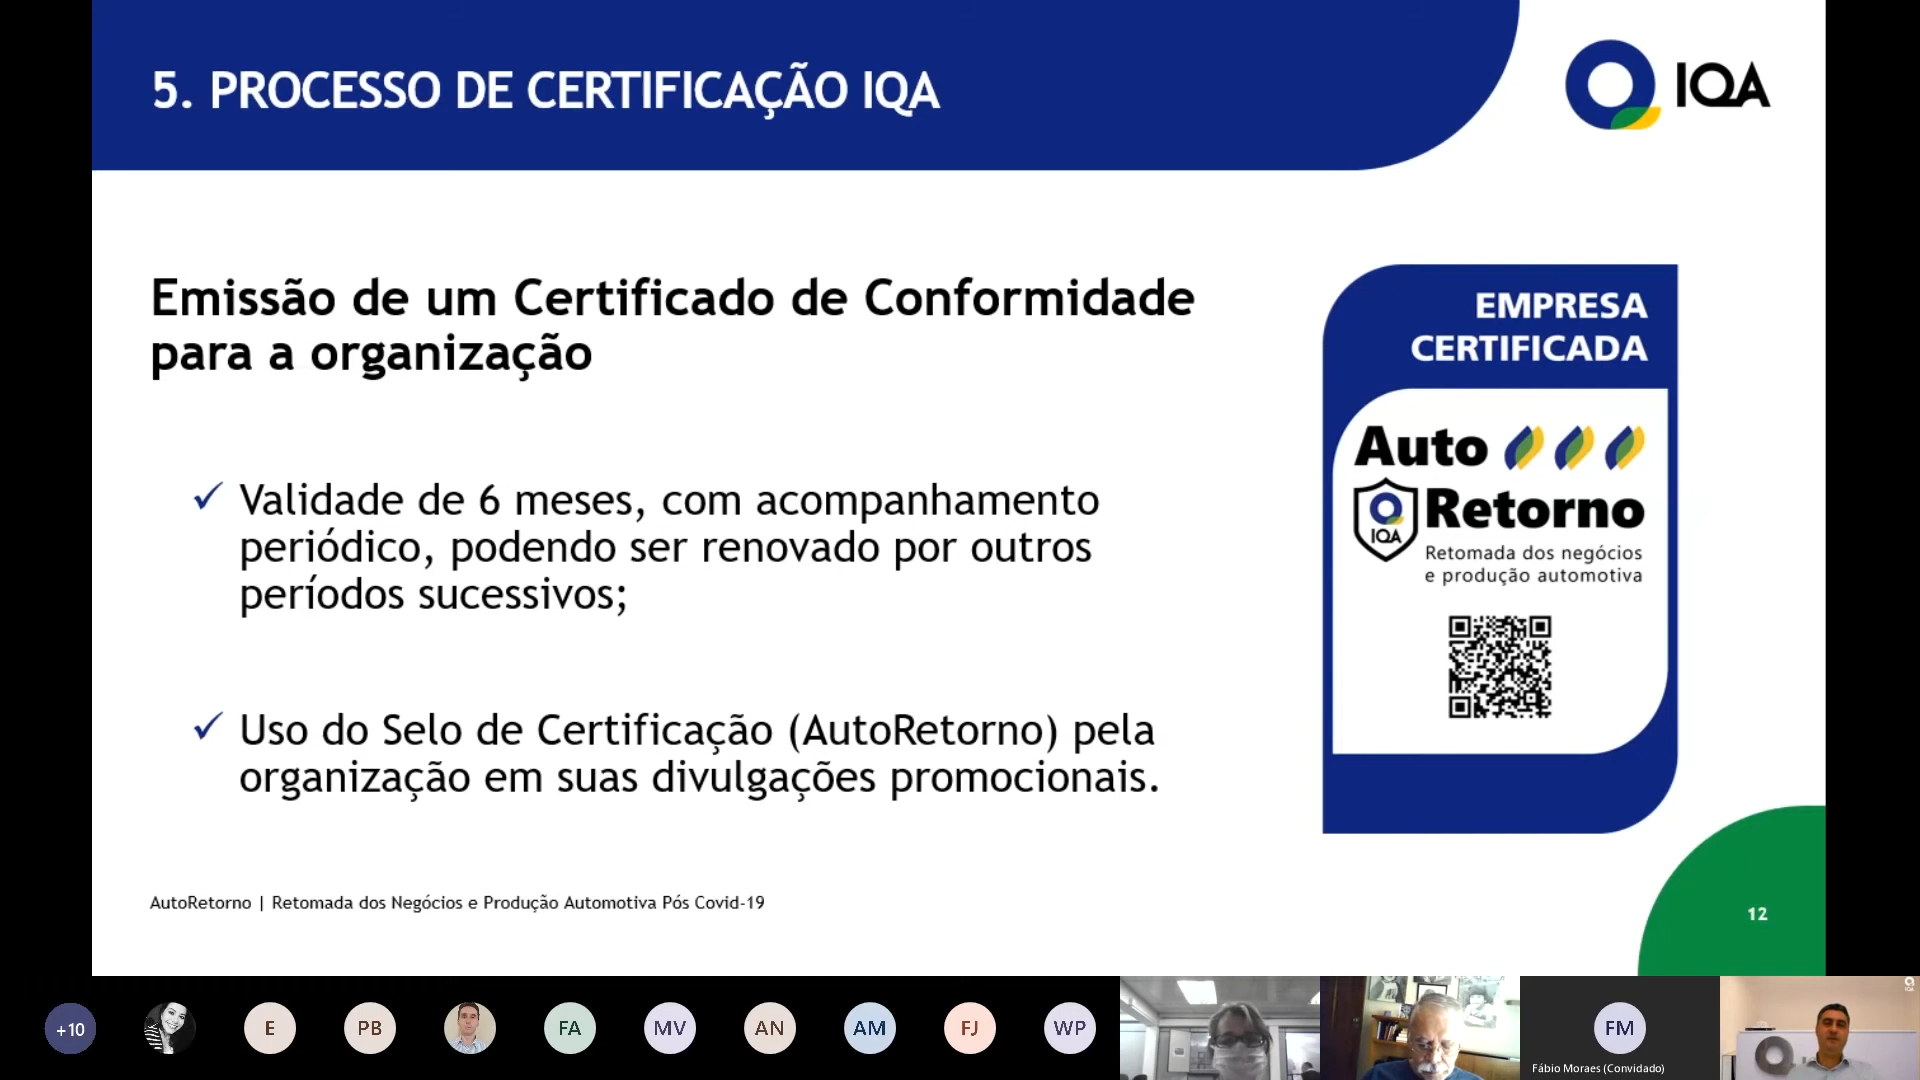 5. PROCESSO DE CERTIFICAÇÃO IQA
IQA
Emissão de um Certificado de Conformidade
para a organização
Validade de 6 meses, com acompanhamento
periódico, podendo ser renovado por outros
períodos sucessivos;
Uso do Selo de Certificação (AutoRetorno) pela
organização em suas divulgações promocionais.
EMPRESA
CERTIFICADA
Auto
IQA
Retorno
Retomada dos negócios
e produção automotiva
AutoRetorno | Retomada dos Negócios e Produção Automotiva Pós Covid-19
12
+10
E
PB
FA
MV
AN
AM
FJ
WP
FM
Fábio Moraes (Convidado)